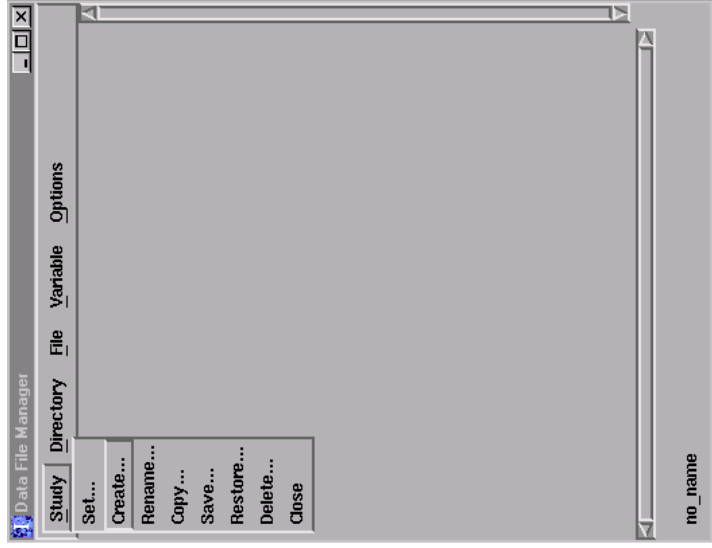 Data File Manager
Study Directory File Variable Options
Set...
Create...
Rename...
Copy...
Save...
Restore...
Delete...
Close
no_name